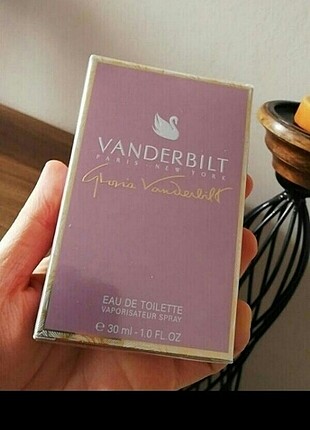 VANDERBILT
PARIS-NEW YORK
Gloria Vanderbilt
EAU DE TOILETTE
VAPORISATEUR SPRAY
e 30 ml - 1.0 FL.OZ